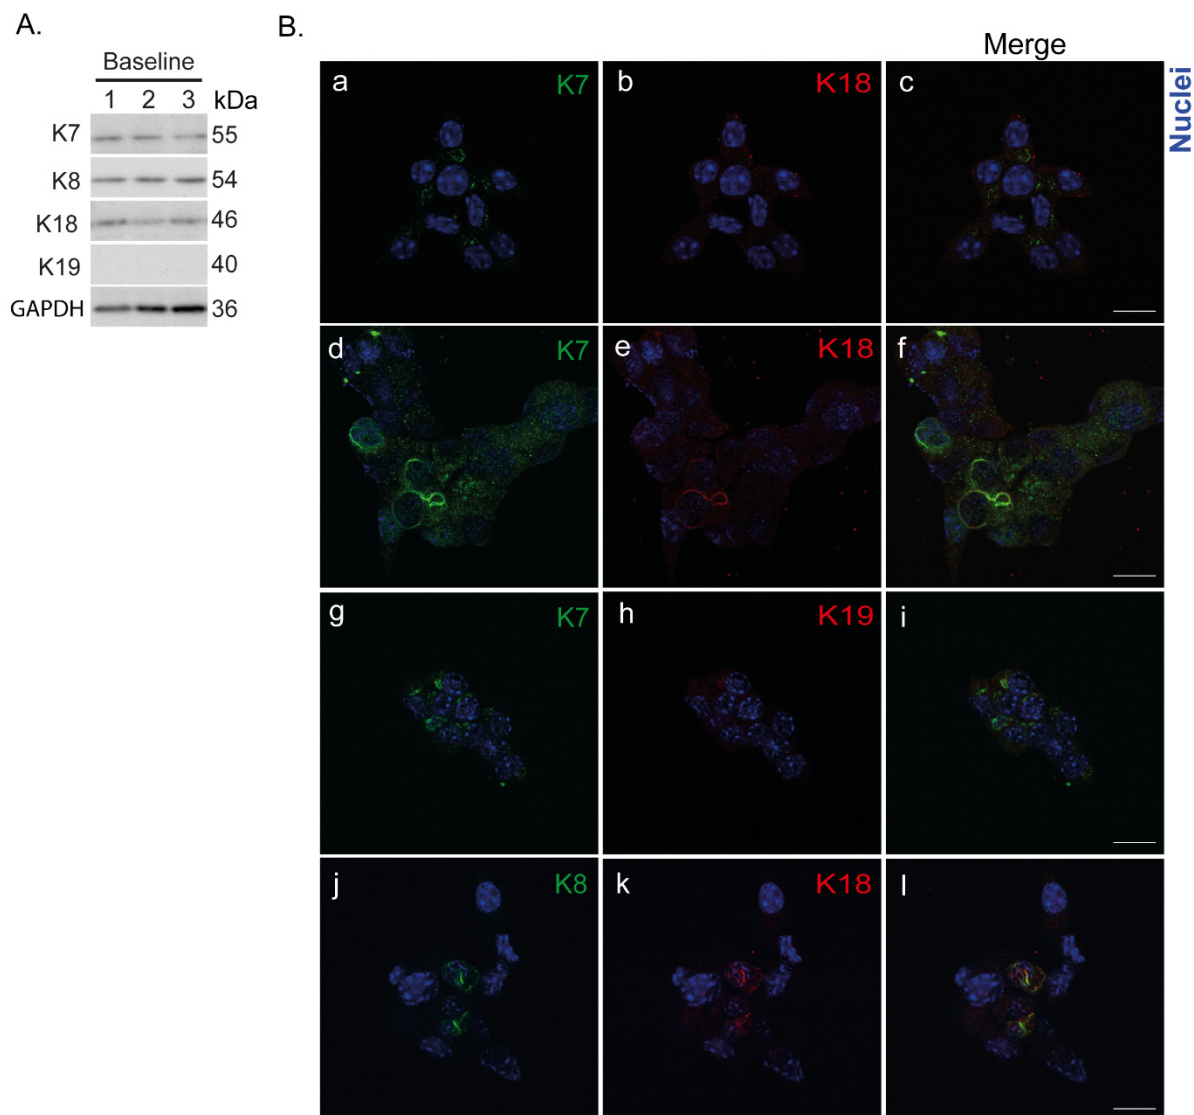 A.
Baseline
1 2 3 kDa
K7 55
K8 54
K18 46
K19 40
GAPDH 36
B.
Merge
Nuclei
a K7
b K18
c
d K7
e K18
f
g K7
h K19
i
j K8
k K18
l